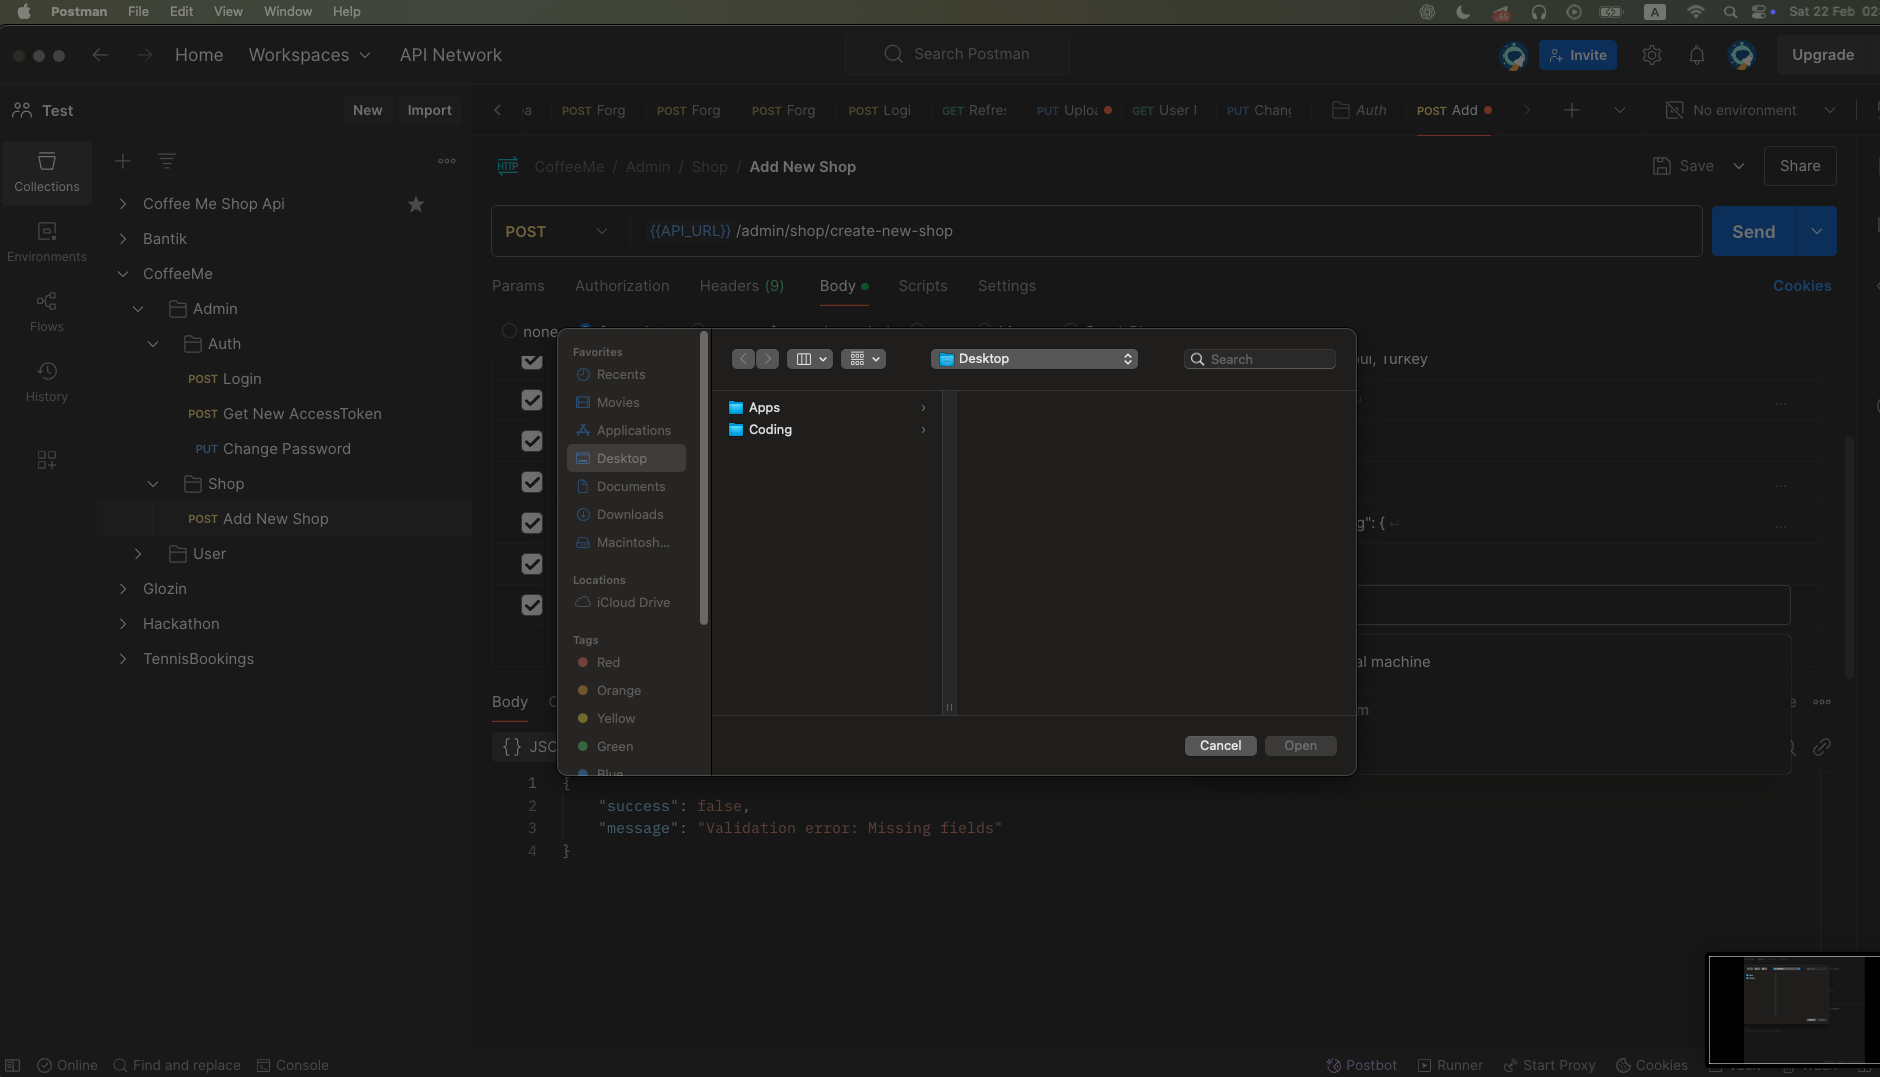 Postman File Edit View Window Help
A
Sat 22 Feb 02
Home Workspaces API Network
Search Postman
Invite
Upgrade
Test New Import
POST Forg POST Forg POST Forg POST Logi GET Refre PUT Uploa GET User PUT Chang Auth POST Add
No environment
Collections
Environments
Flows
History
Coffee Me Shop Api
Bantik
CoffeeMe
Admin
Auth
POST Login
POST Get New AccessToken
PUT Change Password
Shop
POST Add New Shop
User
Glozin
Hackathon
TennisBookings
HTTP CoffeeMe / Admin / Shop / Add New Shop
Save Share
POST {{API_URL}} /admin/shop/create-new-shop
Send
Params Authorization Headers (9) Body Scripts Settings
Cookies
none
Turkey
g": {
al machine
Favorites
Recents
Movies
Applications
Desktop
Documents
Downloads
Macintosh...
Locations
iCloud Drive
Tags
Red
Orange
Yellow
Green
Blue
Desktop
Search
Apps
Coding
Cancel Open
Body
{} JSO
1 {
2 "success": false,
3 "message": "Validation error: Missing fields"
4 }
Online Find and replace Console
Postbot Runner Start Proxy Cookies